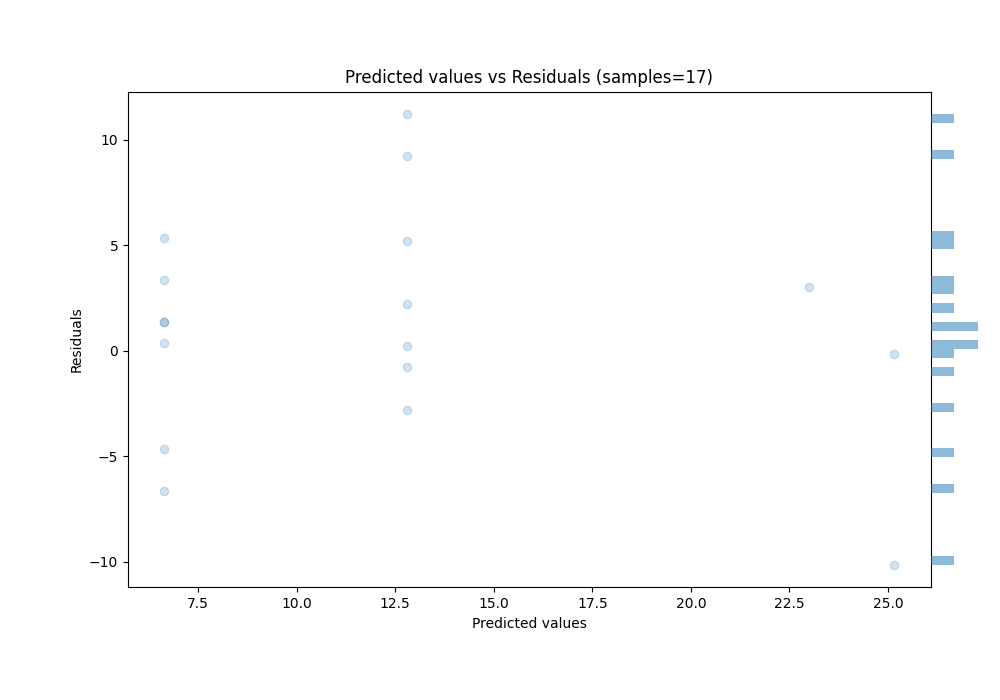 Predicted values vs Residuals (samples=17)
10
5
0
−5
−10
Residuals
7.5 10.0 12.5 15.0 17.5 20.0 22.5 25.0
Predicted values